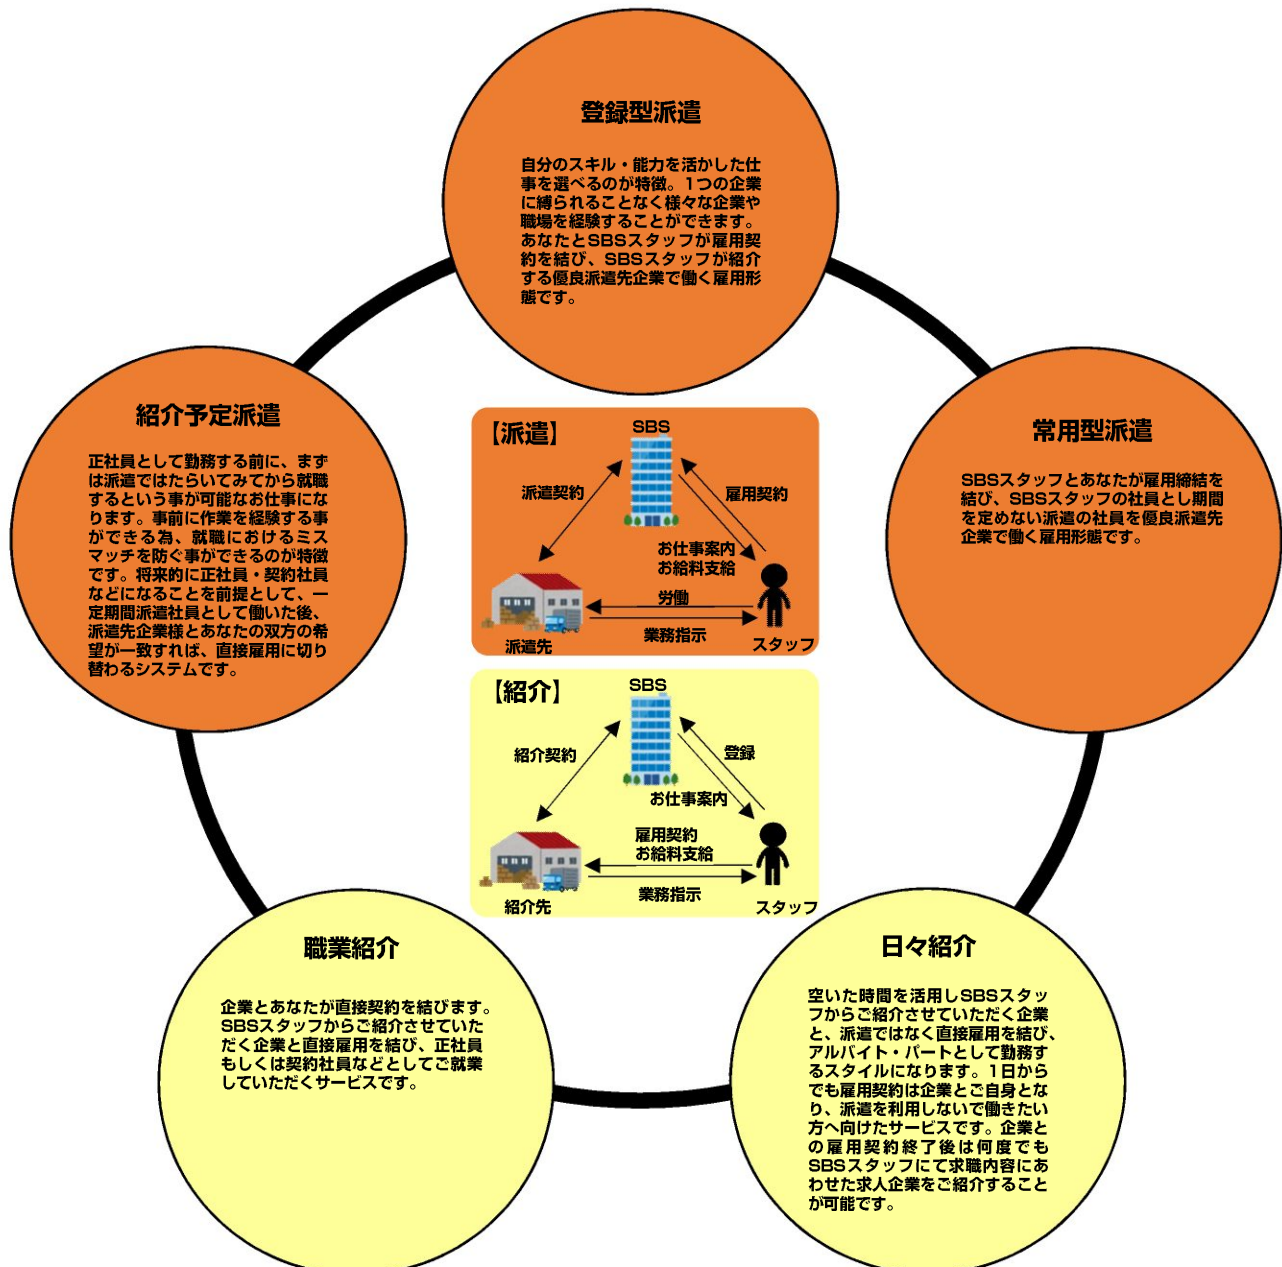 登録型派遣
自分のスキル・能力を活かした仕
事を選べるのが特徴。1つの企業
に縛られることなく様々な企業や
職場を経験することができます。
あなたとSBSスタッフが雇用契
約を結び、SBSスタッフが紹介
する優良派遣先企業で働く雇用形
態です。
紹介予定派遣
正社員として勤務する前に、まず
は派遣ではたらいてみてから就職
するという事が可能なお仕事にな
ります。事前に作業を経験する事
ができる為、就職におけるミス
マッチを防ぐ事ができるのが特徴
です。将来的に正社員・契約社員
などになることを前提として、一
定期間派遣社員として働いた後、
派遣先企業様とあなたの双方の希
望が一致すれば、直接雇用に切り
替わるシステムです。
常用型派遣
SBSスタッフとあなたが雇用締結を
結び、SBSスタッフの社員とし期間
を定めない派遣の社員を優良派遣先
企業で働く雇用形態です。
【派遣】
SBS
派遣契約
雇用契約
お仕事案内
お給料支給
労働
業務指示
派遣先
スタッフ
【紹介】
SBS
紹介契約
登録
お仕事案内
雇用契約
お給料支給
業務指示
紹介先
スタッフ
職業紹介
企業とあなたが直接契約を結びます。
SBSスタッフからご紹介させていた
だく企業と直接雇用を結び、正社員
もしくは契約社員などとしてご就業
していただくサービスです。
日々紹介
空いた時間を活用しSBSスタッ
フからご紹介させていただく企業
と、派遣ではなく直接雇用を結び、
アルバイト・パートとして勤務す
るスタイルになります。1日から
でも雇用契約は企業とご自身とな
り、派遣を利用しないで働きたい
方へ向けたサービスです。企業と
の雇用契約終了後は何度でも
SBSスタッフにて求職内容にあ
わせた求人企業をご紹介すること
が可能です。